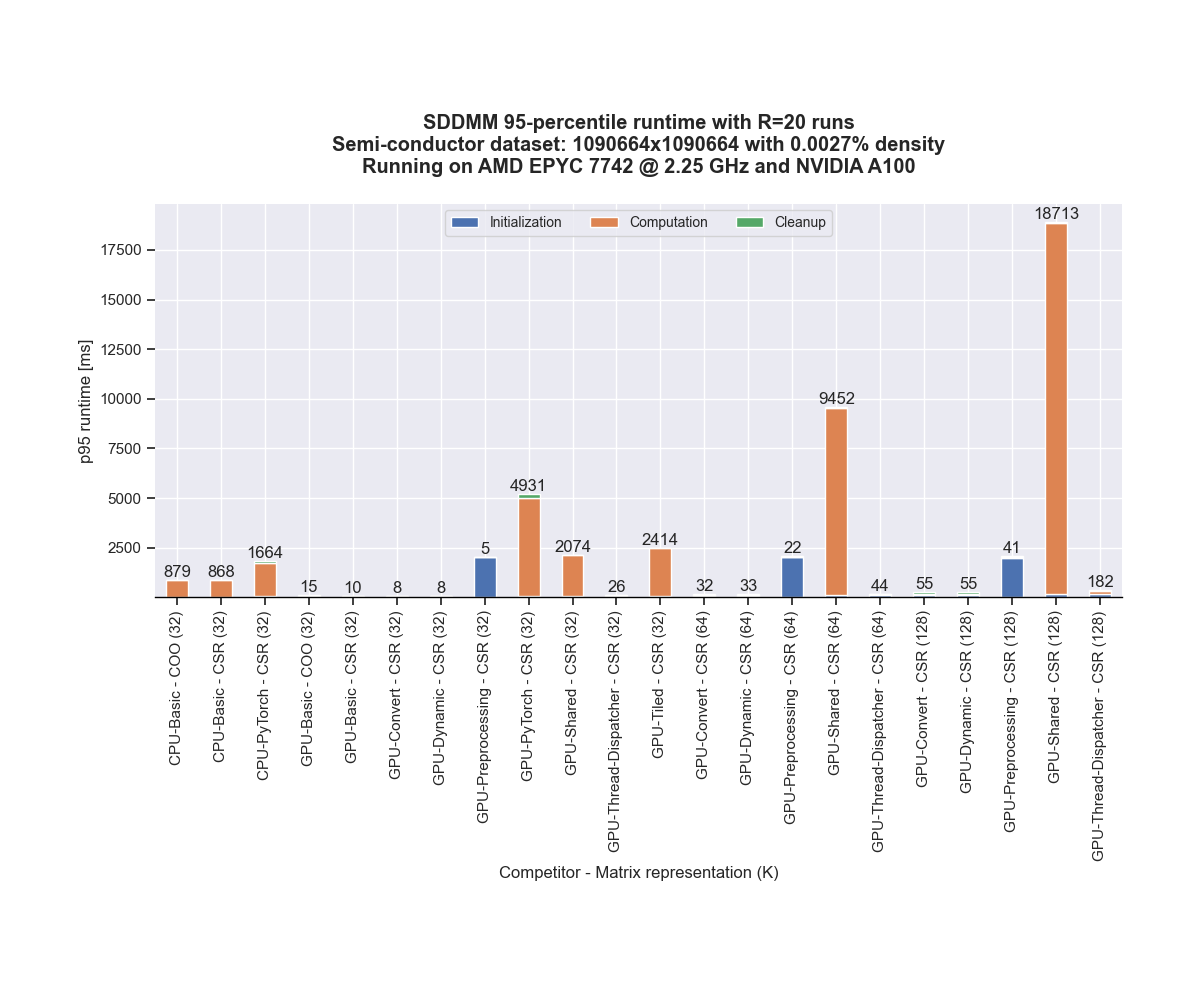 SDDMM 95-percentile runtime with R=20 runs
Semi-conductor dataset: 1090664x1090664 with 0.0027% density
Running on AMD EPYC 7742 @ 2.25 GHz and NVIDIA A100
Initialization
Computation
Cleanup
p95 runtime [ms]
17500
15000
12500
10000
7500
5000
2500
879
868
1664
15
10
8
8
5
4931
2074
26
2414
32
33
22
9452
44
55
55
41
18713
182
CPU-Basic - COO (32)
CPU-Basic - CSR (32)
CPU-PyTorch - CSR (32)
GPU-Basic - COO (32)
GPU-Basic - CSR (32)
GPU-Convert - CSR (32)
GPU-Dynamic - CSR (32)
GPU-Preprocessing - CSR (32)
GPU-PyTorch - CSR (32)
GPU-Shared - CSR (32)
GPU-Thread-Dispatcher - CSR (32)
GPU-Tiled - CSR (32)
GPU-Convert - CSR (64)
GPU-Dynamic - CSR (64)
GPU-Preprocessing - CSR (64)
GPU-Shared - CSR (64)
GPU-Thread-Dispatcher - CSR (64)
GPU-Convert - CSR (128)
GPU-Dynamic - CSR (128)
GPU-Preprocessing - CSR (128)
GPU-Shared - CSR (128)
GPU-Thread-Dispatcher - CSR (128)
Competitor - Matrix representation (K)